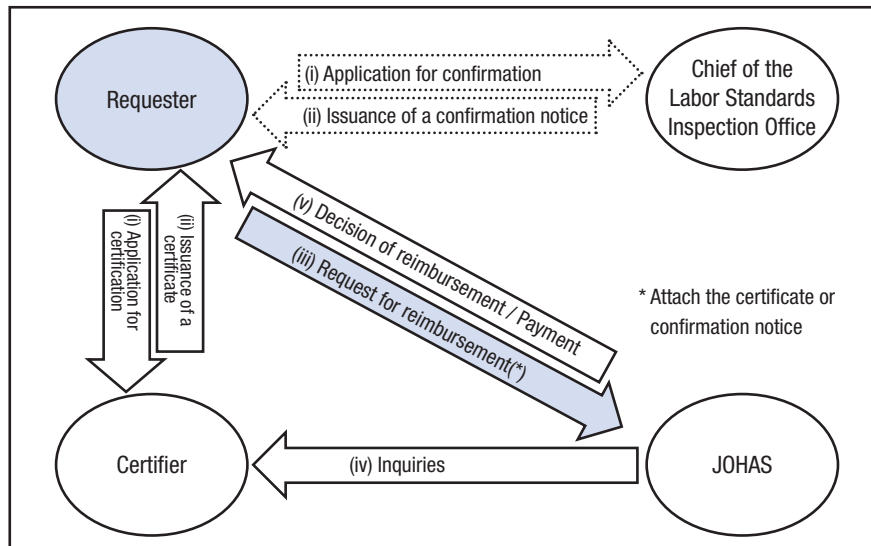 Requester
(i) Application for confirmation
(ii) Issuance of a confirmation notice
Chief of the
Labor Standards
Inspection Office
(i) Application for
certification
(ii) Issuance of a
certificate
(v) Decision of reimbursement / Payment
(iii) Request for reimbursement(*)
* Attach the certificate or
confirmation notice
Certifier
(iv) Inquiries
JOHAS